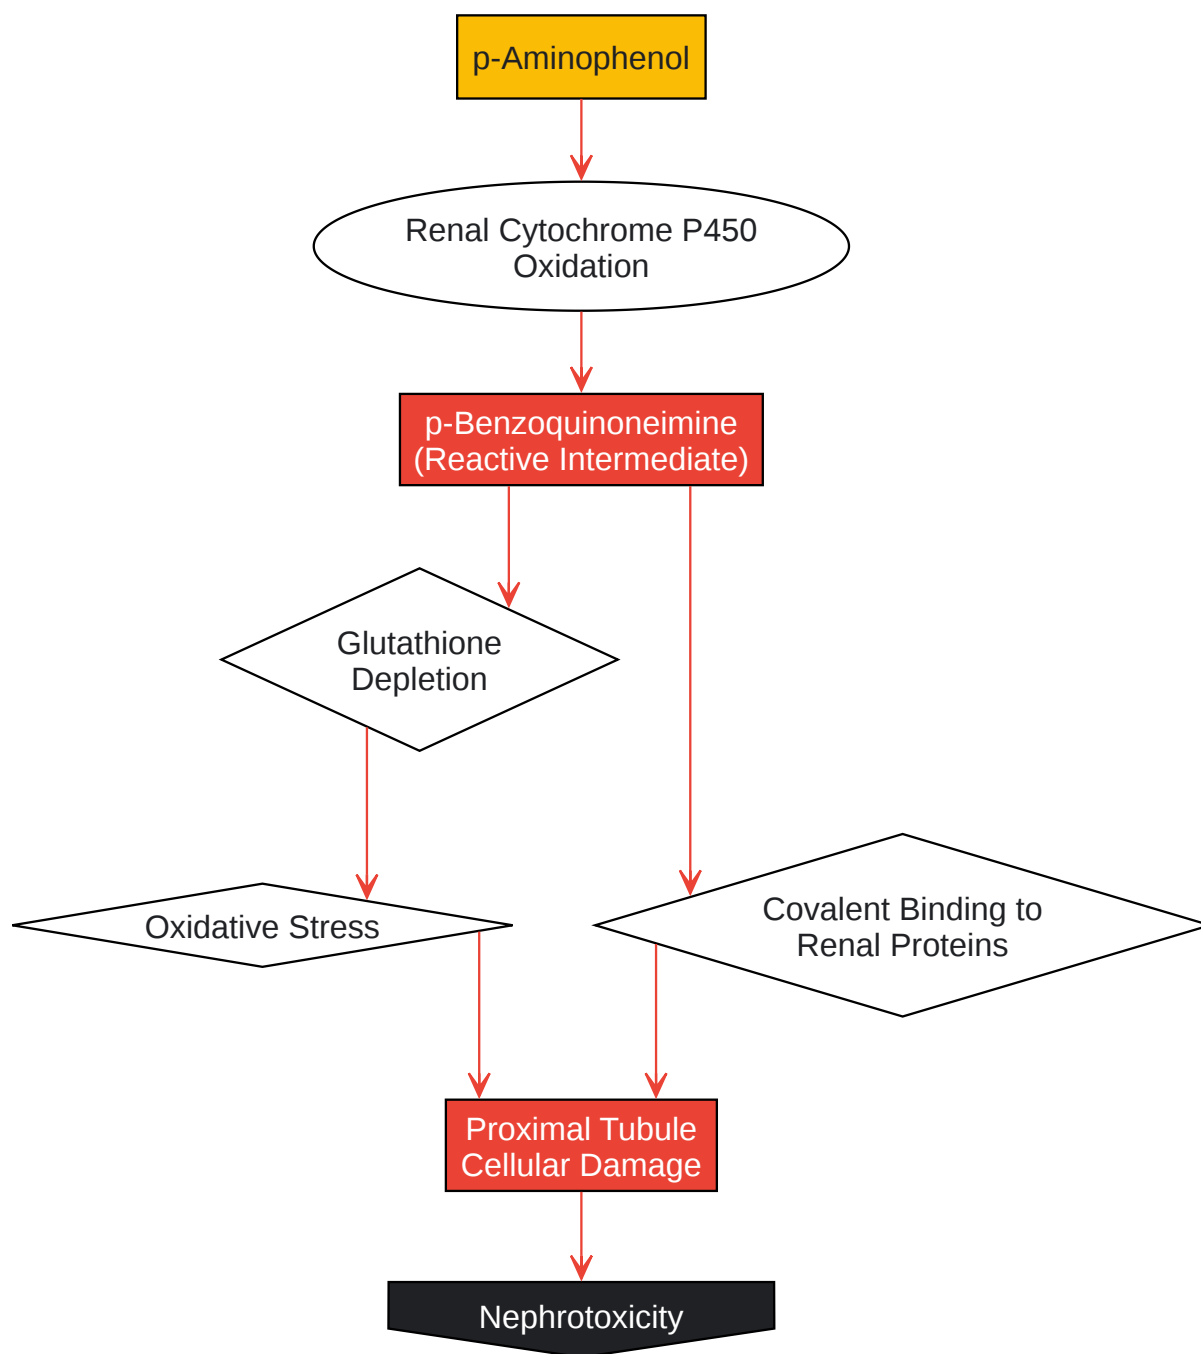 p-Aminophenol
Renal Cytochrome P450
Oxidation
p-Benzoquinoneimine
(Reactive Intermediate)
Glutathione
Depletion
Oxidative Stress
Covalent Binding to
Renal Proteins
Proximal Tubule
Cellular Damage
Nephrotoxicity